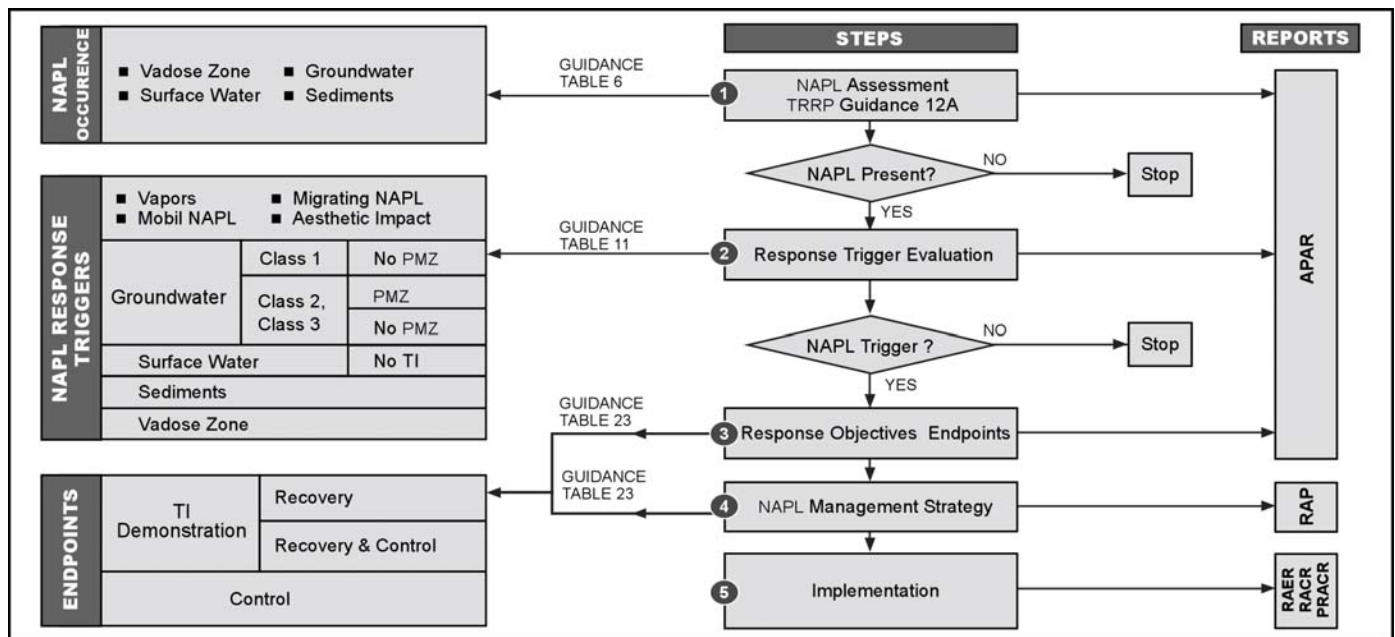 NAPL
OCCURENCE
■ Vadose Zone ■ Groundwater
■ Surface Water ■ Sediments
NAPL RESPONSE
TRIGGERS
■ Vapors ■ Migrating NAPL
■ Mobil NAPL ■ Aesthetic Impact
Groundwater
Class 1
No PMZ
Class 2,
Class 3
PMZ
No PMZ
Surface Water
No TI
Sediments
Vadose Zone
ENDPOINTS
TI
Demonstration
Recovery
Recovery & Control
Control
GUIDANCE
TABLE 6
GUIDANCE
TABLE 11
GUIDANCE
TABLE 23
GUIDANCE
TABLE 23
STEPS
1
NAPL Assessment
TRRP Guidance 12A
NAPL Present?
NO
Stop
YES
2
Response Trigger Evaluation
NAPL Trigger ?
NO
Stop
YES
3
Response Objectives Endpoints
4
NAPL Management Strategy
5
Implementation
REPORTS
APAR
RAP
RAER
RACR
PRACR